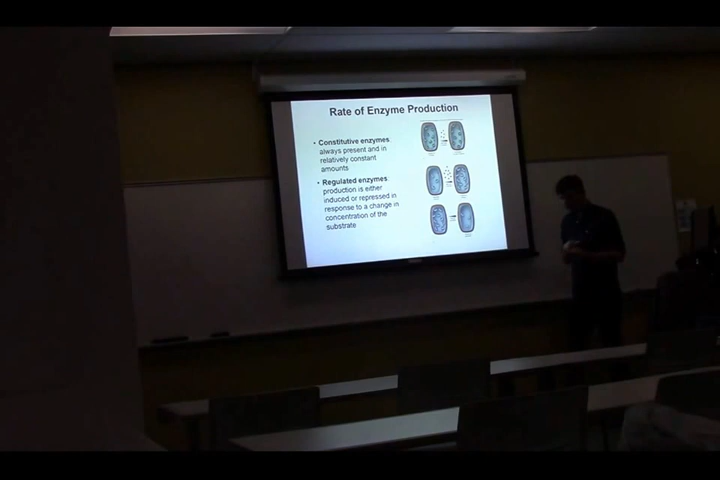 Rate of Enzyme Production
• Constitutive enzymes:
always present and in
relatively constant
amounts
• Regulated enzymes:
production is either
induced or repressed in
response to a change in
concentration of the
substrate